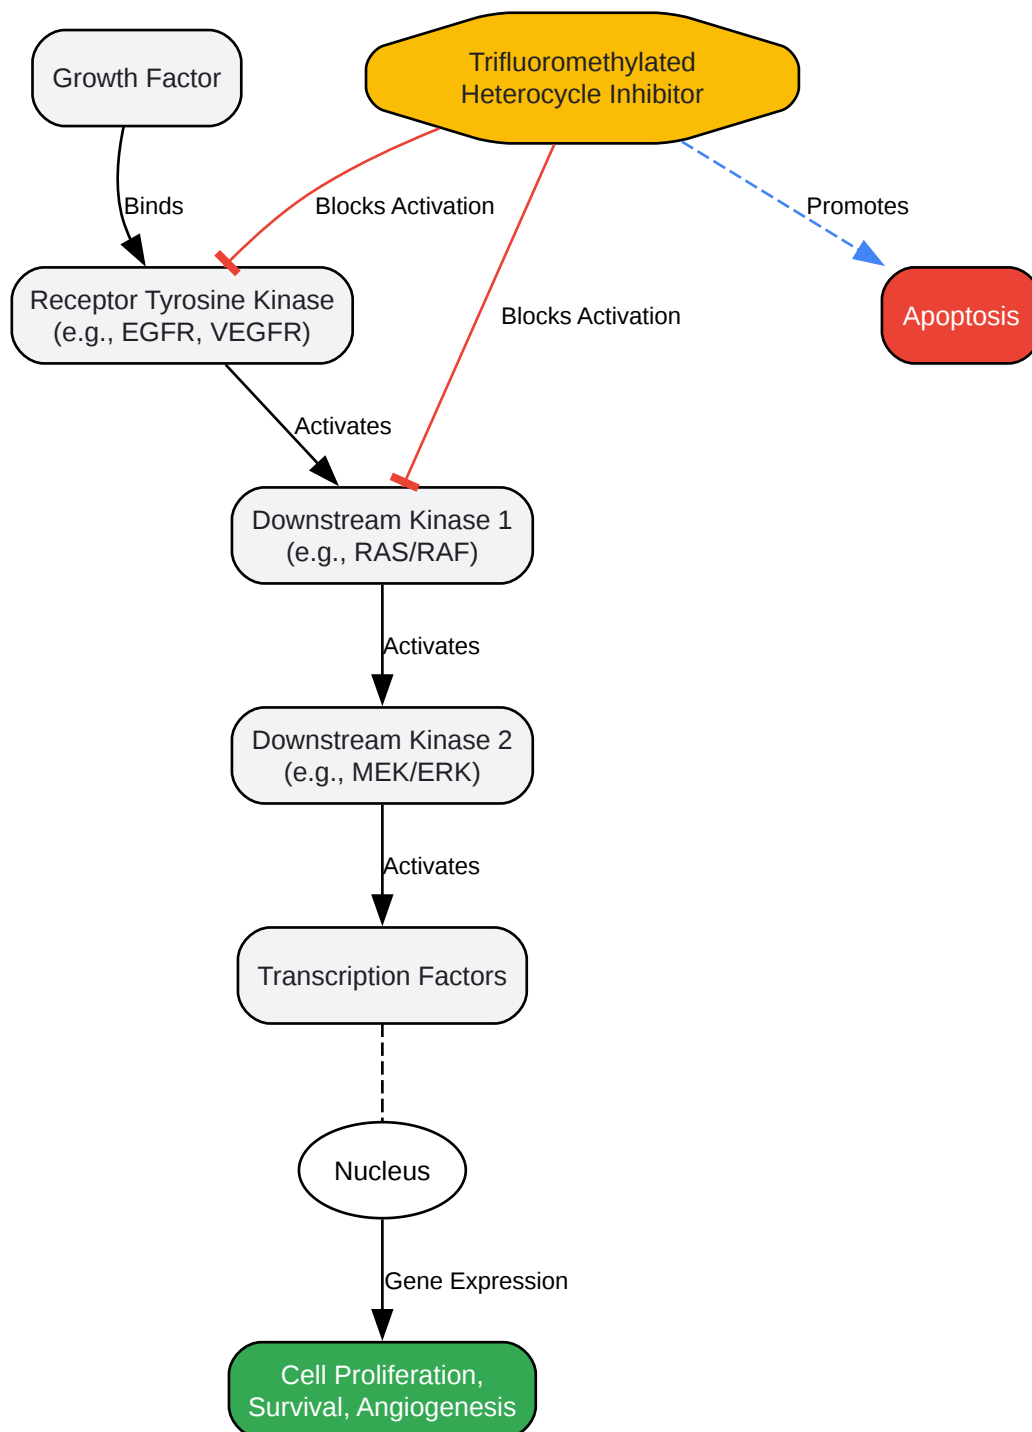 Growth Factor
Trifluoromethylated
Heterocycle Inhibitor
Binds
Blocks Activation
Promotes
Receptor Tyrosine Kinase
(e.g., EGFR, VEGFR)
Blocks Activation
Apoptosis
Activates
Downstream Kinase 1
(e.g., RAS/RAF)
Activates
Downstream Kinase 2
(e.g., MEK/ERK)
Activates
Transcription Factors
Nucleus
Gene Expression
Cell Proliferation,
Survival, Angiogenesis